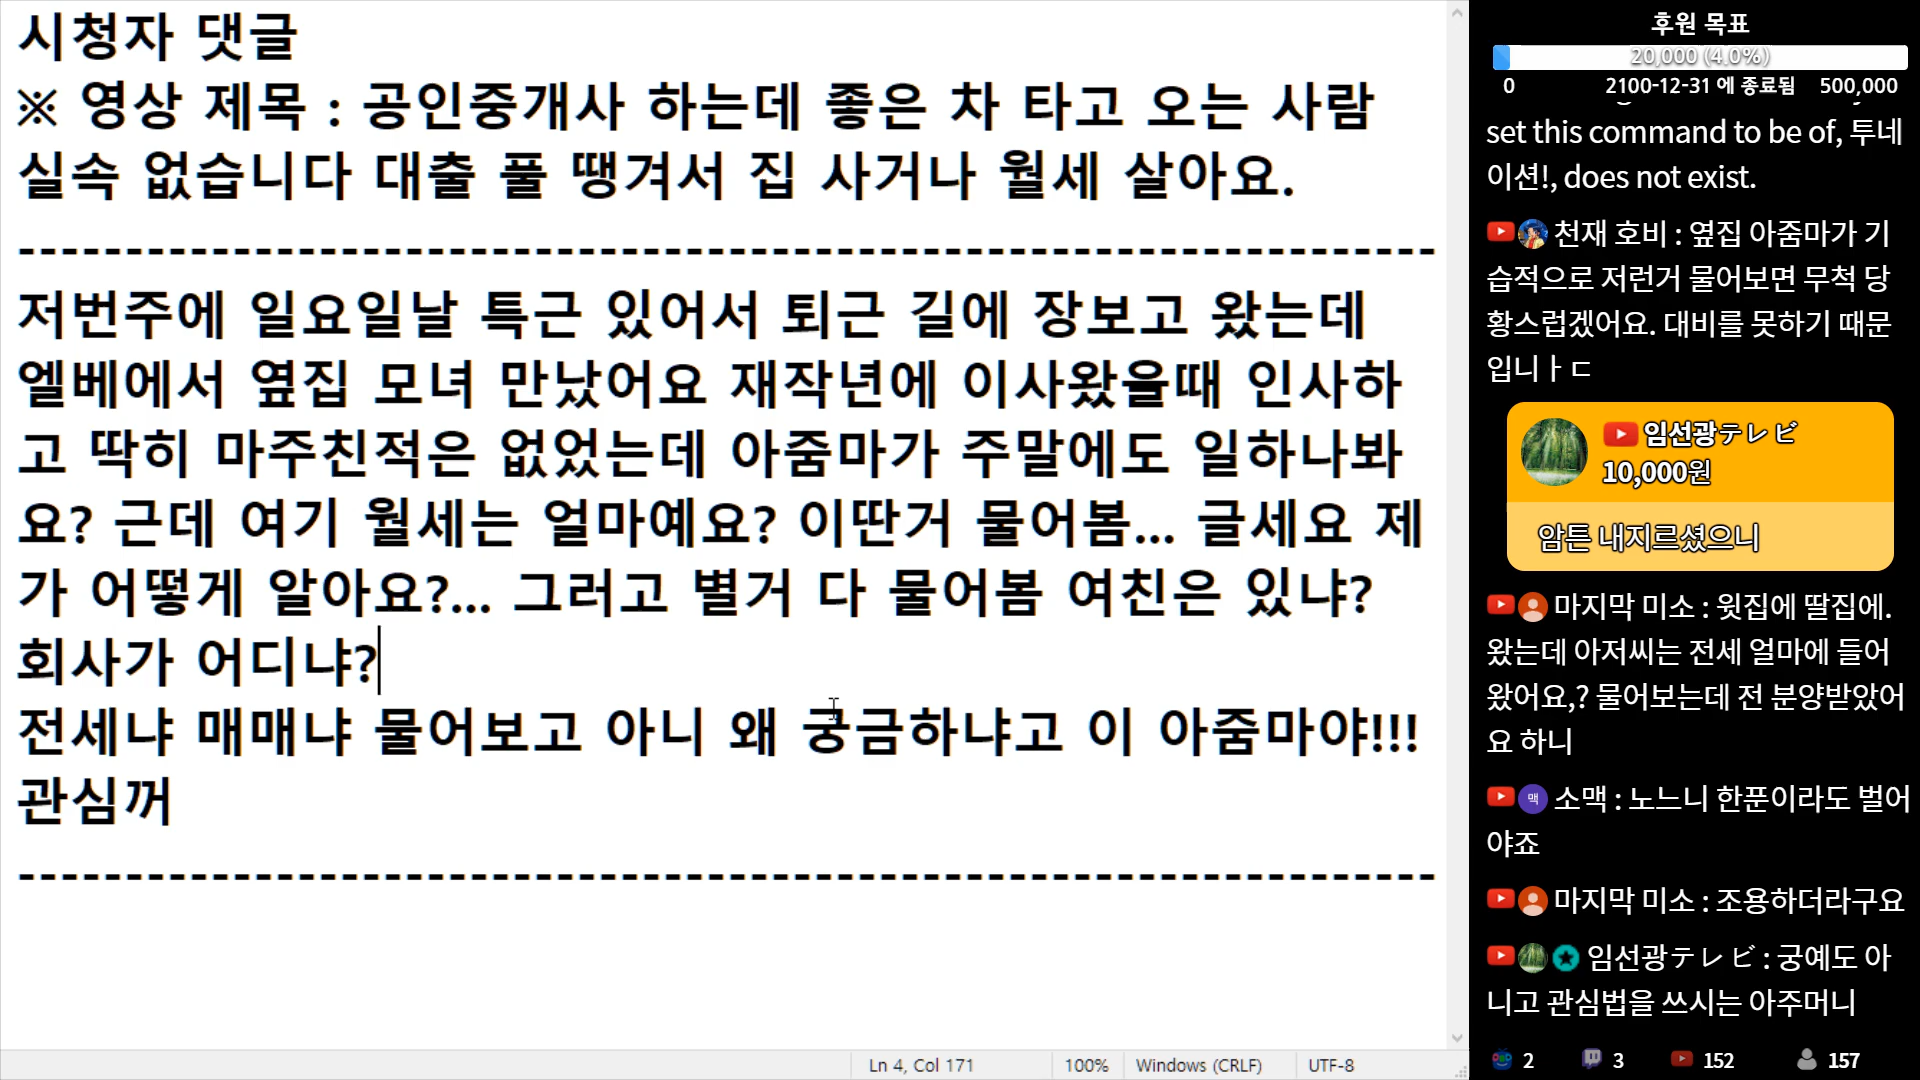 시청자 댓글
※ 영상 제목 : 공인중개사 하는데 좋은 차 타고 오는 사람
실속 없습니다 대출 풀 땡겨서 집 사거나 월세 살아요.
--------------------------------------------------------------------
저번주에 일요일날 특근 있어서 퇴근 길에 장보고 왔는데
엘베에서 옆집 모녀 만났어요 재작년에 이사왔을때 인사하
고 딱히 마주친적은 없었는데 아줌마가 주말에도 일하나봐
요? 근데 여기 월세는 얼마예요? 이딴거 물어봄... 글세요 제
가 어떻게 알아요?... 그러고 별거 다 물어봄 여친은 있냐?
회사가 어디냐?
전세냐 매매냐 물어보고 아니 왜 궁금하냐고 이 아줌마야!!!
관심꺼
--------------------------------------------------------------------
Ln 4, Col 171
100%
Windows (CRLF)
UTF-8
후원 목표
20,000 (4.0%)
0 2100-12-31 에 종료됨 500,000
set this command to be of, 투네
이션!, does not exist.
천재 호비 : 옆집 아줌마가 기
습적으로 저런거 물어보면 무척 당
황스럽겠어요. 대비를 못하기 때문
입니ㅏㄷ
임선광テレビ
10,000원
암튼 내지르셨으니
마지막 미소 : 윗집에 딸집에.
왔는데 아저씨는 전세 얼마에 들어
왔어요,? 물어보는데 전 분양받았어
요 하니
맥 소맥 : 노느니 한푼이라도 벌어
야죠
마지막 미소 : 조용하더라구요
임선광テレビ : 궁예도 아
니고 관심법을 쓰시는 아주머니
2 3 152 157